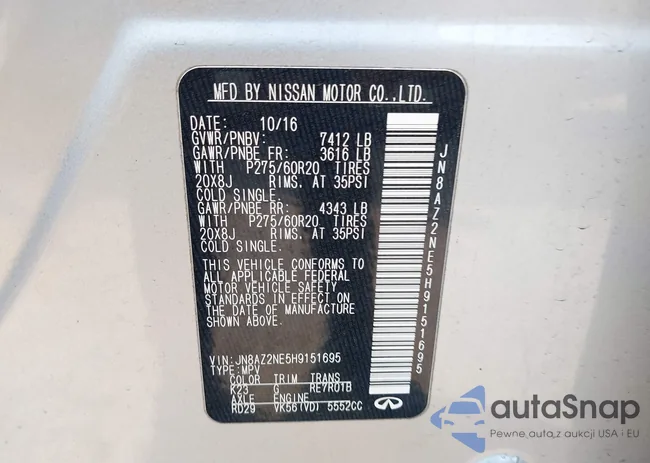 MFD BY NISSAN MOTOR CO.,LTD.
DATE: 10/16
GVWR/PNBV: 7412 LB
GAWR/PNBE FR: 3616 LB
WITH P275/60R20 TIRES
20X8J RIMS. AT 35PSI
COLD SINGLE.
GAWR/PNBE RR: 4343 LB
WITH P275/60R20 TIRES
20X8J RIMS. AT 35PSI
COLD SINGLE.
THIS VEHICLE CONFORMS TO
ALL APPLICABLE FEDERAL
MOTOR VEHICLE SAFETY
STANDARDS IN EFFECT ON
THE DATE OF MANUFACTURE
SHOWN ABOVE.
VIN:JN8AZ2NE5H9151695
TYPE:MPV
COLOR TRIM TRANS
K23 G RE7R01B
AXLE ENGINE
RD29 VK56(VD) 5552CC
JN8AZ2NE5H9151695
autaSnap
Pewne auta z aukcji USA i EU